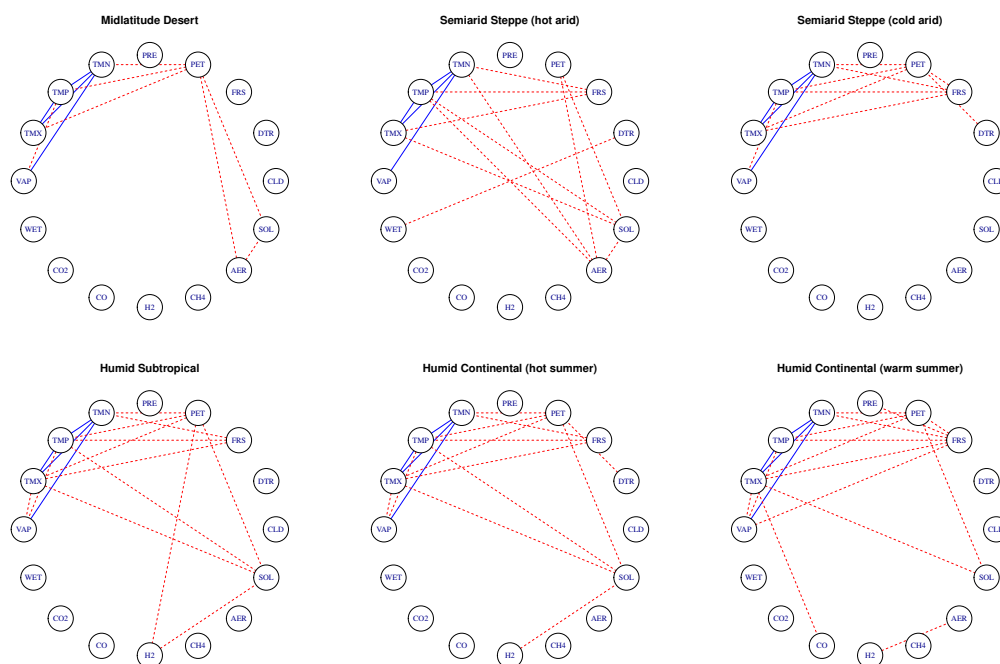 Midlatitude Desert
PRE
TMN
PET
TMP
FRS
TMX
DTR
VAP
CLD
WET
SOL
CO2
AER
CO
CH4
H2
Semiarid Steppe (hot arid)
PRE
TMN
PET
TMP
FRS
TMX
DTR
VAP
CLD
WET
SOL
CO2
AER
CO
CH4
H2
Semiarid Steppe (cold arid)
PRE
TMN
PET
TMP
FRS
TMX
DTR
VAP
CLD
WET
SOL
CO2
AER
CO
CH4
H2
Humid Subtropical
PRE
TMN
PET
TMP
FRS
TMX
DTR
VAP
CLD
WET
SOL
CO2
AER
CO
CH4
H2
Humid Continental (hot summer)
PRE
TMN
PET
TMP
FRS
TMX
DTR
VAP
CLD
WET
SOL
CO2
AER
CO
CH4
H2
Humid Continental (warm summer)
PRE
TMN
PET
TMP
FRS
TMX
DTR
VAP
CLD
WET
SOL
CO2
AER
CO
CH4
H2